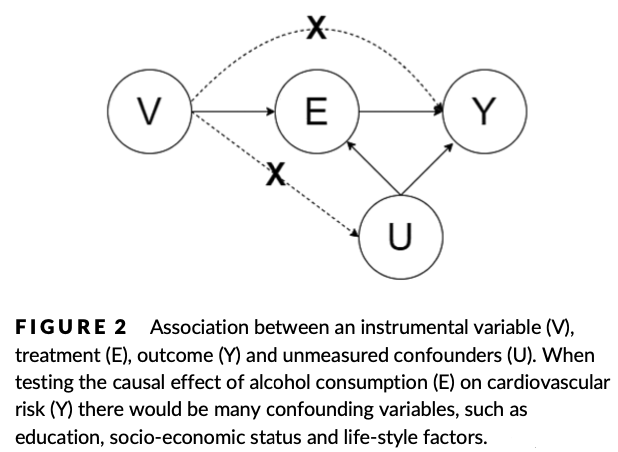 X
V
E
Y
X
U
FIGURE 2 Association between an instrumental variable (V),
treatment (E), outcome (Y) and unmeasured confounders (U). When
testing the causal effect of alcohol consumption (E) on cardiovascular
risk (Y) there would be many confounding variables, such as
education, socio-economic status and life-style factors.